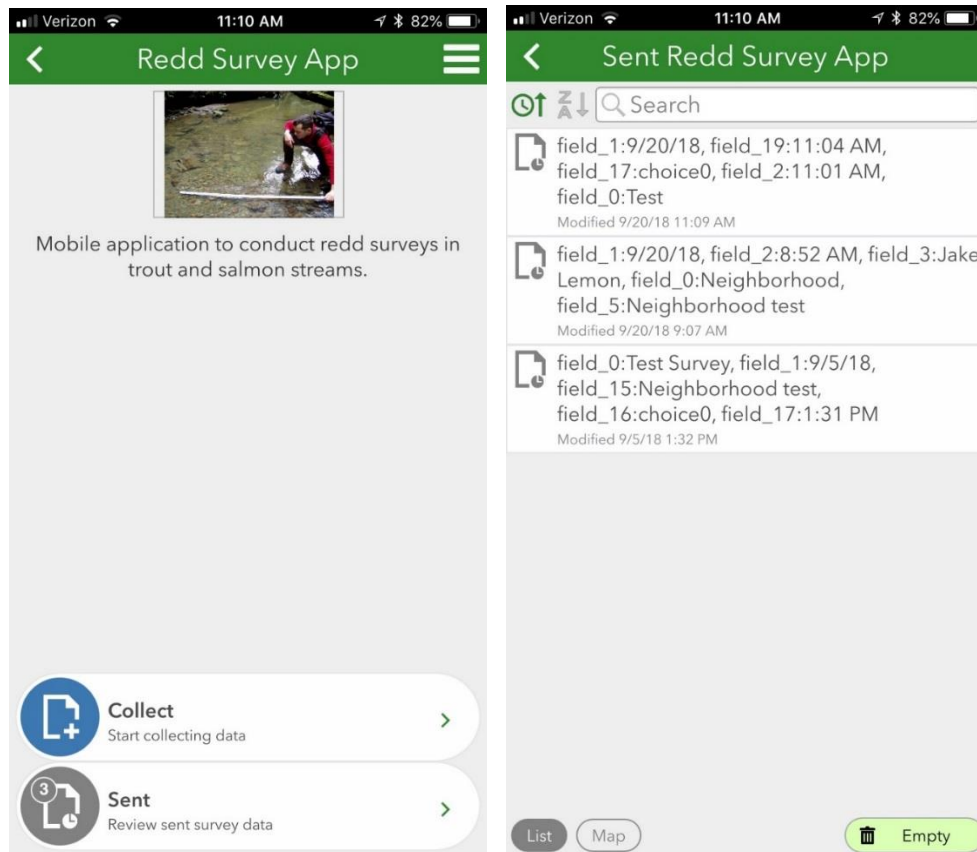 Verizon 11:10 AM 82%
Redd Survey App
Mobile application to conduct redd surveys in
trout and salmon streams.
Collect
Start collecting data
3
Sent
Review sent survey data
Verizon 11:10 AM 82%
Sent Redd Survey App
Z
A
Search
field_1:9/20/18, field_19:11:04 AM,
field_17:choice0, field_2:11:01 AM,
field_0:Test
Modified 9/20/18 11:09 AM
field_1:9/20/18, field_2:8:52 AM, field_3:Jake
Lemon, field_0:Neighborhood,
field_5:Neighborhood test
Modified 9/20/18 9:07 AM
field_0:Test Survey, field_1:9/5/18,
field_15:Neighborhood test,
field_16:choice0, field_17:1:31 PM
Modified 9/5/18 1:32 PM
List Map Empty